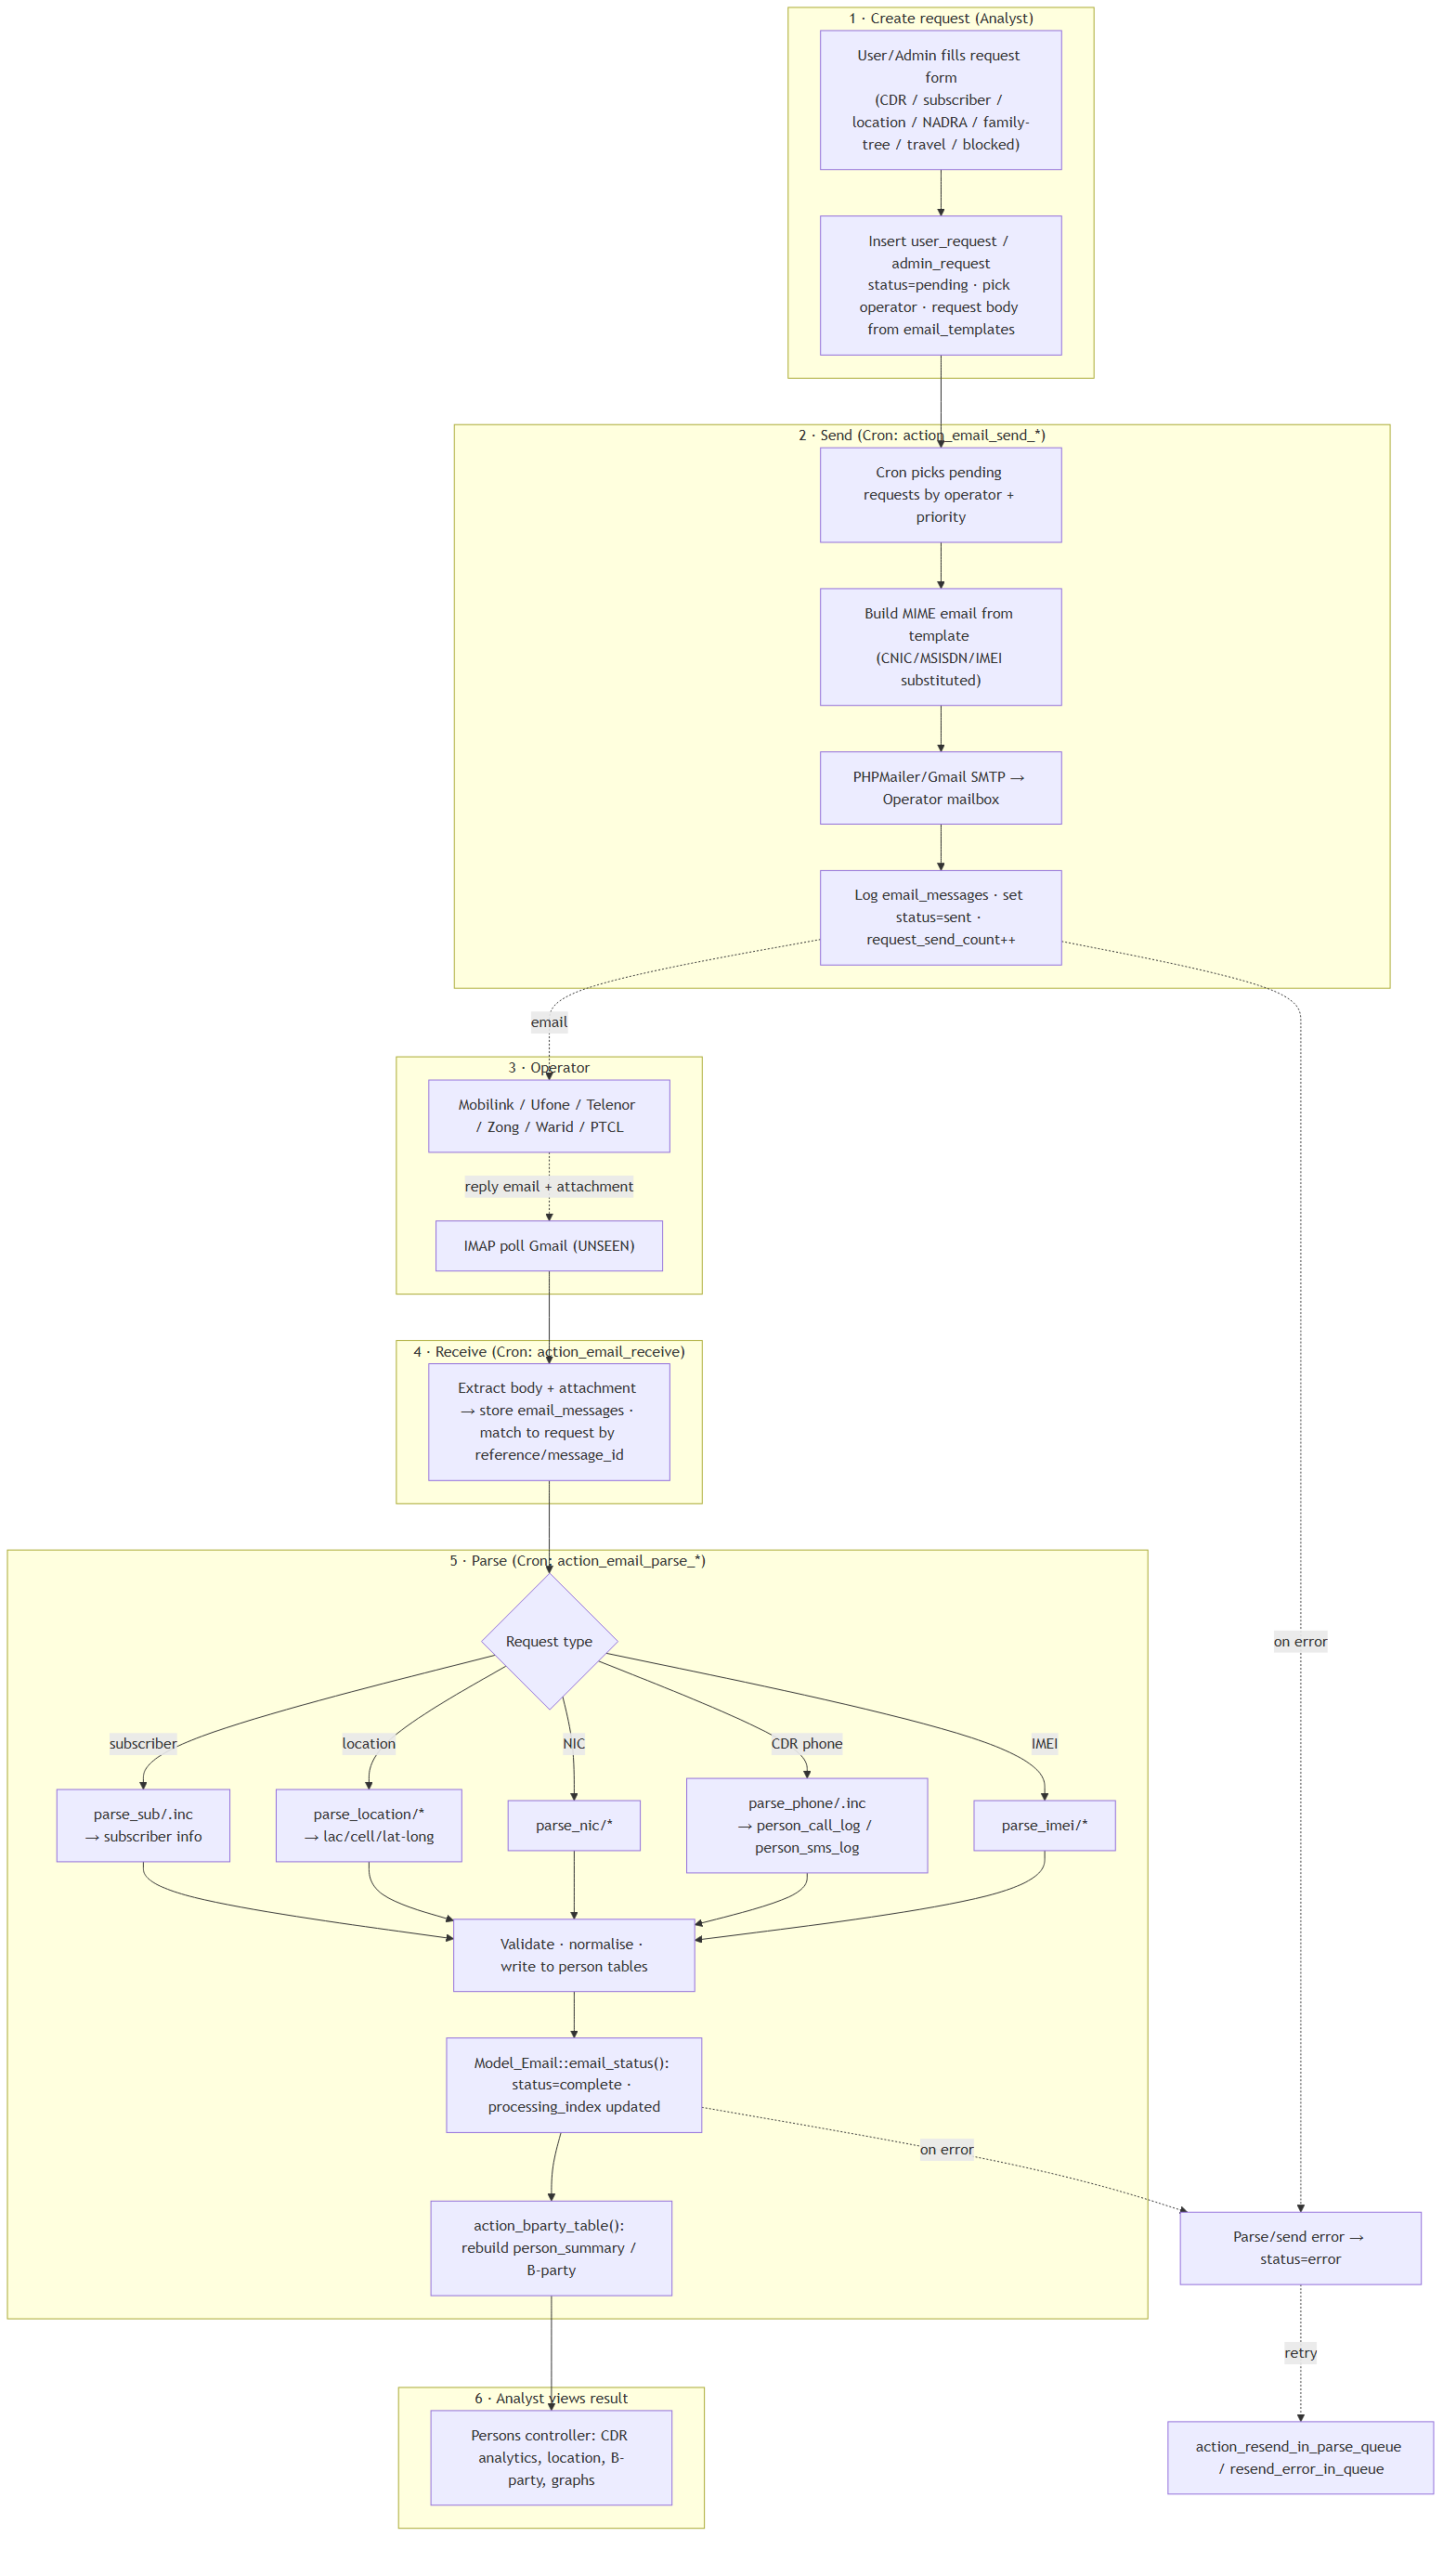 1 · Create request (Analyst)
User/Admin fills request
form
(CDR / subscriber /
location / NADRA / family-
tree / travel / blocked)
Insert user_request /
admin_request
status=pending · pick
operator · request body
from email_templates
2 · Send (Cron: action_email_send_*)
Cron picks pending
requests by operator +
priority
Build MIME email from
template
(CNIC/MSISDN/IMEI
substituted)
PHPMailer/Gmail SMTP →
Operator mailbox
Log email_messages · set
status=sent ·
request_send_count++
email
3 · Operator
Mobilink / Ufone / Telenor
/ Zong / Warid / PTCL
reply email + attachment
IMAP poll Gmail (UNSEEN)
4 · Receive (Cron: action_email_receive)
Extract body + attachment
→ store email_messages ·
match to request by
reference/message_id
5 · Parse (Cron: action_email_parse_*)
Request type
on error
subscriber
location
NIC
CDR phone
IMEI
parse_sub/.inc
→ subscriber info
parse_location/*
→ lac/cell/lat-long
parse_nic/*
parse_phone/.inc
→ person_call_log /
person_sms_log
parse_imei/*
Validate · normalise ·
write to person tables
Model_Email::email_status():
status=complete ·
processing_index updated
on error
action_bparty_table():
rebuild person_summary /
B-party
Parse/send error →
status=error
retry
6 · Analyst views result
Persons controller: CDR
analytics, location, B-
party, graphs
action_resend_in_parse_queue
/ resend_error_in_queue